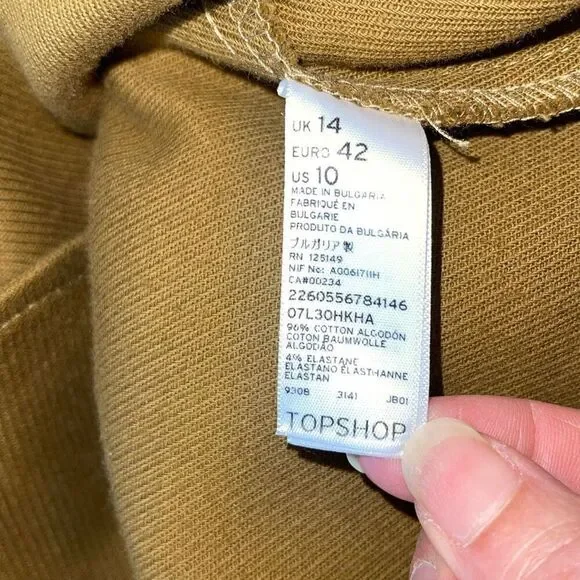 UK 14
EURO 42
US 10
MADE IN BULGARIA
FABRIQUÉ EN
BULGARIE
PRODUTO DA BULGÁRIA
ブルガリア製
RN 125149
NIF No: A0061711H
CA#00234
2260556784146
07L30HKHA
96% COTTON ALGODÓN
COTON BAUMWOLLE
ALGODÃO
4% ELASTANE
ELASTANO ÉLASTHANNE
ELASTAN
9308 3141 JB01
TOPSHOP